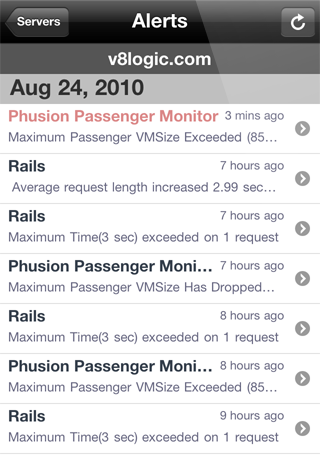 Servers
Alerts
v8logic.com
Aug 24, 2010
Phusion Passenger Monitor 3 mins ago
Maximum Passenger VMSize Exceeded (85...
Rails 7 hours ago
Average request length increased 2.99 sec...
Rails 7 hours ago
Maximum Time(3 sec) exceeded on 1 request
Phusion Passenger Moni... 7 hours ago
Maximum Passenger VMSize Has Dropped...
Rails 8 hours ago
Maximum Time(3 sec) exceeded on 1 request
Phusion Passenger Moni... 8 hours ago
Maximum Passenger VMSize Exceeded (85...
Rails 9 hours ago
Maximum Time(3 sec) exceeded on 1 request